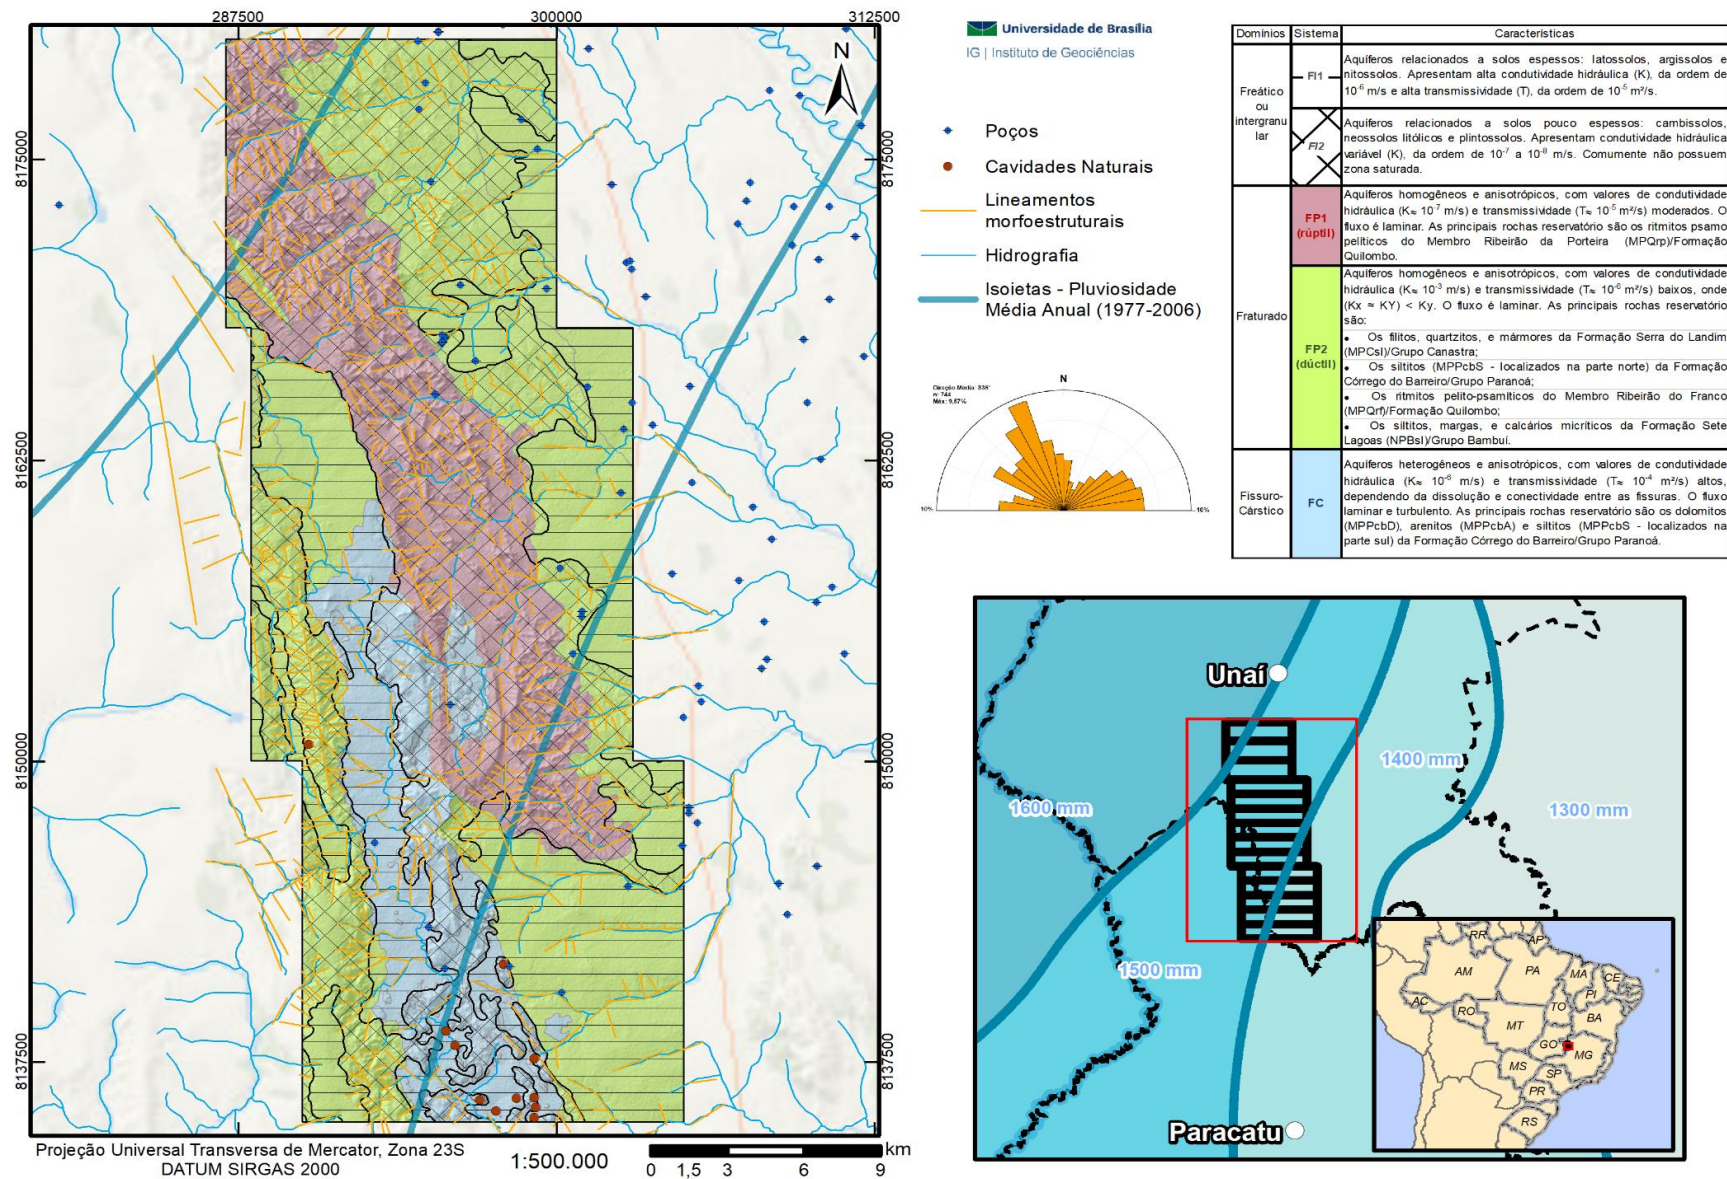 287500
300000
312500
8175000
8162500
8150000
8137500
8175000
8162500
8150000
8137500
N
Projeção Universal Transversa de Mercator, Zona 23S
DATUM SIRGAS 2000
1:500.000
km
0 1,5 3 6 9
Universidade de Brasília
IG | Instituto de Geociências
Poços
Cavidades Naturais
Lineamentos
morfoestruturais
Hidrografia
Isoietas - Pluviosidade
Média Anual (1977-2006)
Direção Média: 335°
n: 744
Máx: 9,57%
N
10%
10%
Domínios Sistema Características
Freático
ou
intergranu
lar
FI1
Aquíferos relacionados a solos espessos: latossolos, argissolos e
nitossolos. Apresentam alta condutividade hidráulica (K), da ordem de
10⁻⁶ m/s e alta transmissividade (T), da ordem de 10⁻⁵ m²/s.
FI2
Aquíferos relacionados a solos pouco espessos: cambissolos,
neossolos litólicos e plintossolos. Apresentam condutividade hidráulica
variável (K), da ordem de 10⁻⁷ a 10⁻⁸ m/s. Comumente não possuem
zona saturada.
Fraturado
FP1
(rúptil)
Aquíferos homogêneos e anisotrópicos, com valores de condutividade
hidráulica (K≈ 10⁻⁷ m/s) e transmissividade (T≈ 10⁻⁵ m²/s) moderados. O
fluxo é laminar. As principais rochas reservatório são os ritmitos psamo
pelíticos do Membro Ribeirão da Porteira (MPQrp)/Formação
Quilombo.
FP2
(dúctil)
Aquíferos homogêneos e anisotrópicos, com valores de condutividade
hidráulica (K≈ 10⁻³ m/s) e transmissividade (T≈ 10⁻⁶ m²/s) baixos, onde
(Kx ≈ KY) < Ky. O fluxo é laminar. As principais rochas reservatório
são:
• Os filitos, quartzitos, e mármores da Formação Serra do Landim
(MPCsl)/Grupo Canastra;
• Os siltitos (MPPcbS - localizados na parte norte) da Formação
Córrego do Barreiro/Grupo Paranoá;
• Os ritmitos pelito-psamíticos do Membro Ribeirão do Franco
(MPQrf)/Formação Quilombo;
• Os siltitos, margas, e calcários micríticos da Formação Sete
Lagoas (NPBsl)/Grupo Bambuí.
Fissuro-
Cárstico
FC
Aquíferos heterogêneos e anisotrópicos, com valores de condutividade
hidráulica (K≈ 10⁻⁶ m/s) e transmissividade (T≈ 10⁻⁴ m²/s) altos,
dependendo da dissolução e conectividade entre as fissuras. O fluxo
laminar e turbulento. As principais rochas reservatório são os dolomitos
(MPPcbD), arenitos (MPPcbA) e siltitos (MPPcbS - localizados na
parte sul) da Formação Córrego do Barreiro/Grupo Paranoá.
Unaí
1400 mm
1600 mm
1300 mm
1500 mm
Paracatu
RR
AP
AM
PA
MA
CE
PI
AC
TO
RO
BA
MT
GO
MG
MS
SP
PR
RS